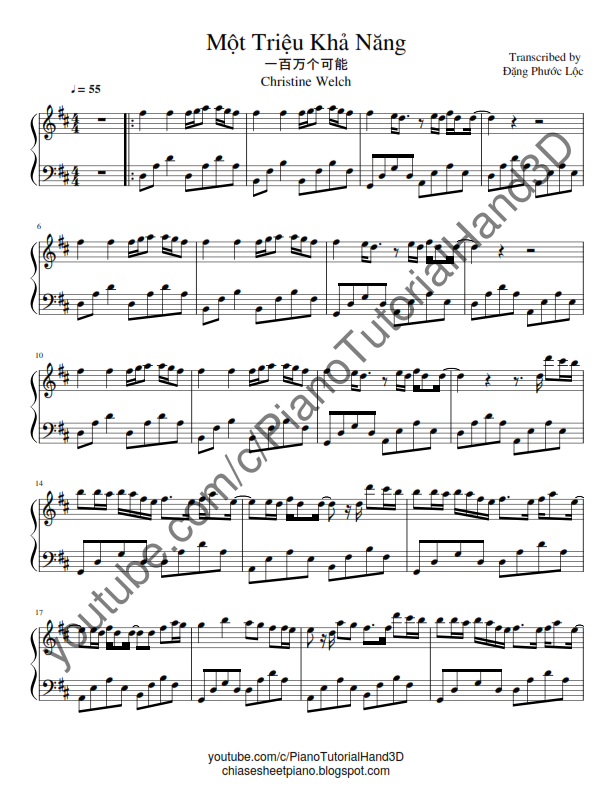 Một Triệu Khả Năng
一百万个可能
Christine Welch
Transcribed by
Đặng Phước Lộc
♩ = 55
6
10
14
17
youtube.com/c/PianoTutorialHand3D
youtube.com/c/PianoTutorialHand3D
chiasesheetpiano.blogspot.com